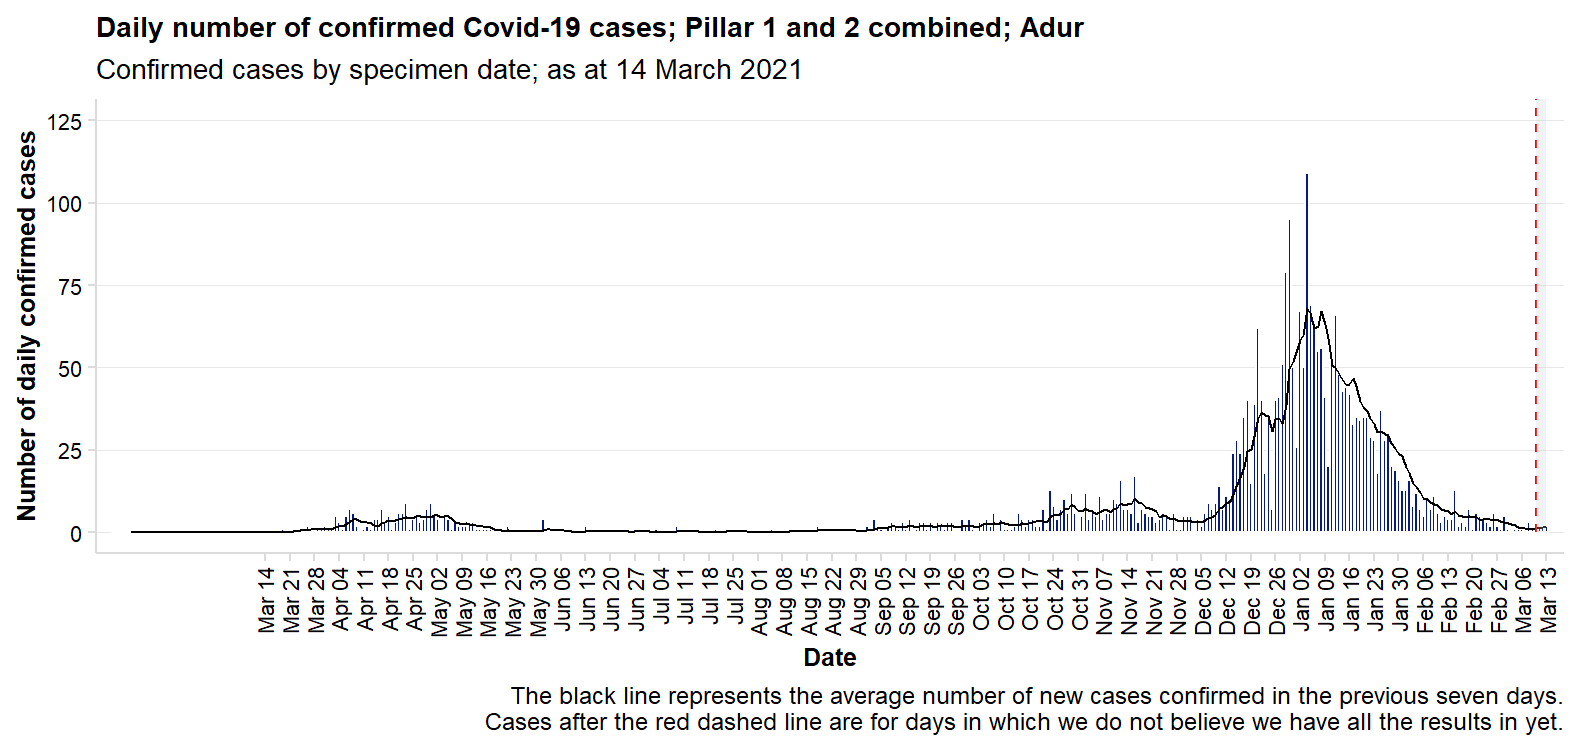 Daily number of confirmed Covid-19 cases; Pillar 1 and 2 combined; Adur
Confirmed cases by specimen date; as at 14 March 2021
Number of daily confirmed cases
125
100
75
50
25
0
Mar 14
Mar 21
Mar 28
Apr 04
Apr 11
Apr 18
Apr 25
May 02
May 09
May 16
May 23
May 30
Jun 06
Jun 13
Jun 20
Jun 27
Jul 04
Jul 11
Jul 18
Jul 25
Aug 01
Aug 08
Aug 15
Aug 22
Aug 29
Sep 05
Sep 12
Sep 19
Sep 26
Oct 03
Oct 10
Oct 17
Oct 24
Oct 31
Nov 07
Nov 14
Nov 21
Nov 28
Dec 05
Dec 12
Dec 19
Dec 26
Jan 02
Jan 09
Jan 16
Jan 23
Jan 30
Feb 06
Feb 13
Feb 20
Feb 27
Mar 06
Mar 13
Date
The black line represents the average number of new cases confirmed in the previous seven days.
Cases after the red dashed line are for days in which we do not believe we have all the results in yet.